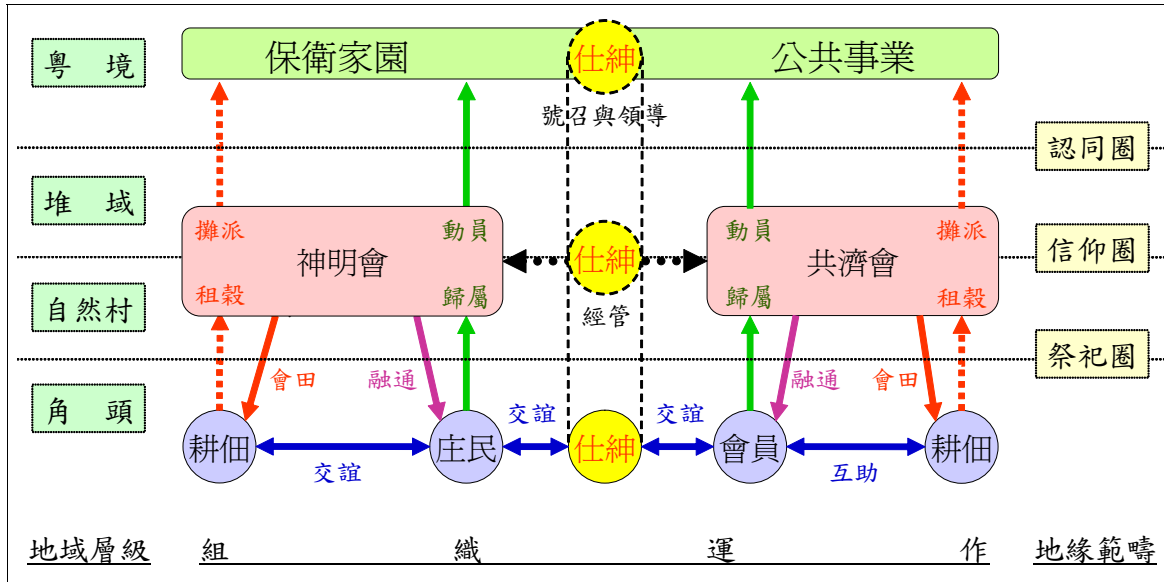 粵 境
保衛家園
仕紳
公共事業
號召與領導
認同圈
堆 域
攤派
動員
神明會
租穀
歸屬
仕紳
經管
動員
攤派
共濟會
歸屬
租穀
信仰圈
自然村
祭祀圈
會田
融通
融通
會田
角 頭
交誼
交誼
耕佃
庄民
仕紳
會員
耕佃
交誼
互助
地域層級
組 織 運 作
地緣範疇